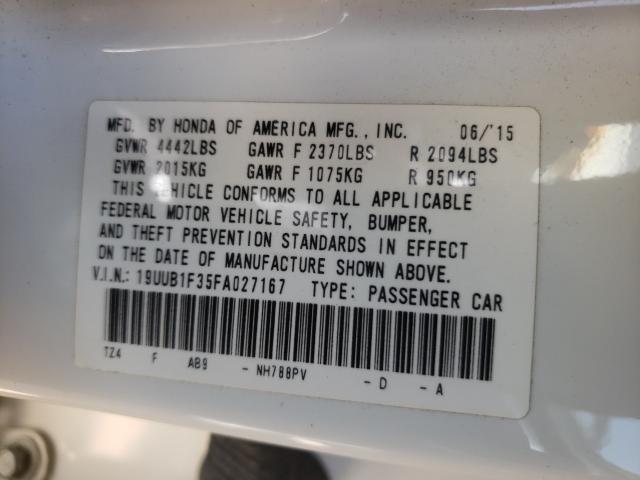 MFD. BY HONDA OF AMERICA MFG., INC. 06/'15
GVWR 4442LBS GAWR F 2370LBS R 2094LBS
GVWR 2015KG GAWR F 1075KG R 950KG
THIS VEHICLE CONFORMS TO ALL APPLICABLE
FEDERAL MOTOR VEHICLE SAFETY, BUMPER,
AND THEFT PREVENTION STANDARDS IN EFFECT
ON THE DATE OF MANUFACTURE SHOWN ABOVE.
V.I.N.: 19UUB1F35FA027167 TYPE: PASSENGER CAR
TZ4 F AB9 - NH788PV - D - A